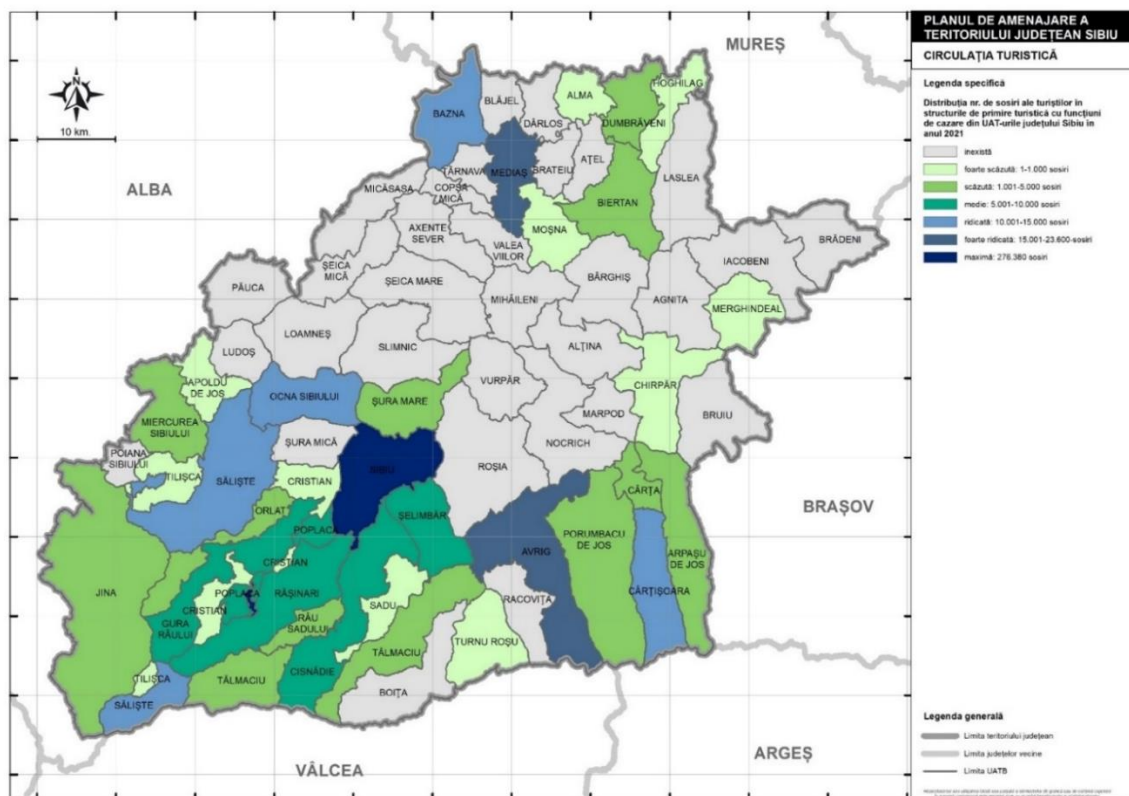 PLANUL DE AMENAJARE A
TERITORIULUI JUDEȚEAN SIBIU
CIRCULAȚIA TURISTICĂ
Legenda specifică
Distribuția nr. de sosiri ale turiștilor în
structurile de primire turistică cu funcțiuni
de cazare din UAT-urile județului Sibiu în
anul 2021
inexistă
foarte scăzută: 1-1.000 sosiri
scăzută: 1.001-5.000 sosiri
medie: 5.001-10.000 sosiri
ridicată: 10.001-15.000 sosiri
foarte ridicată: 15.001-23.600-sosiri
maximă: 276.380 sosiri
N
10 km.
MUREȘ
ALBA
BRAȘOV
ARGEȘ
VÂLCEA
HOGHILAG
ALMA
BLĂJEL
BAZNA
DÂRLOS
DUMBRĂVENI
AȚEL
BRATEIU
MEDIAȘ
TÂRNAVA
LASLEA
MICĂSASA
COPȘA
MICĂ
BIERTAN
MOȘNA
AXENTE
SEVER
VALEA
VIILOR
BRĂDENI
IACOBENI
ȘEICA
MICĂ
BÂRGHIȘ
ȘEICA MARE
PĂUCA
MIHĂILENI
AGNITA
MERGHINDEAL
LOAMNEȘ
ALȚINA
SLIMNIC
LUDOȘ
VURPĂR
APOLDU
DE JOS
CHIRPĂR
OCNA SIBIULUI
ȘURA MARE
MARPOD
BRUIU
MIERCUREA
SIBIULUI
ȘURA MICĂ
NOCRICH
POIANA
SIBIULUI
ROȘIA
SIBIU
TILIȘCA
SĂLIȘTE
CRISTIAN
CÂRȚA
ORLAT
ȘELIMBĂR
POPLACA
PORUMBACU
DE JOS
AVRIG
ARPAȘU
DE JOS
CRISTIAN
CÂRȚIȘOARA
JINA
POPLACA
RĂȘINARI
RACOVIȚA
SADU
CRISTIAN
RÂU
SADULUI
GURA
RÂULUI
TURNU ROȘU
TĂLMACIU
CISNĂDIE
TILIȘCA
TĂLMACIU
BOIȚA
SĂLIȘTE
Legenda generală
Limita teritoriului județean
Limita județelor vecine
Limita UATB